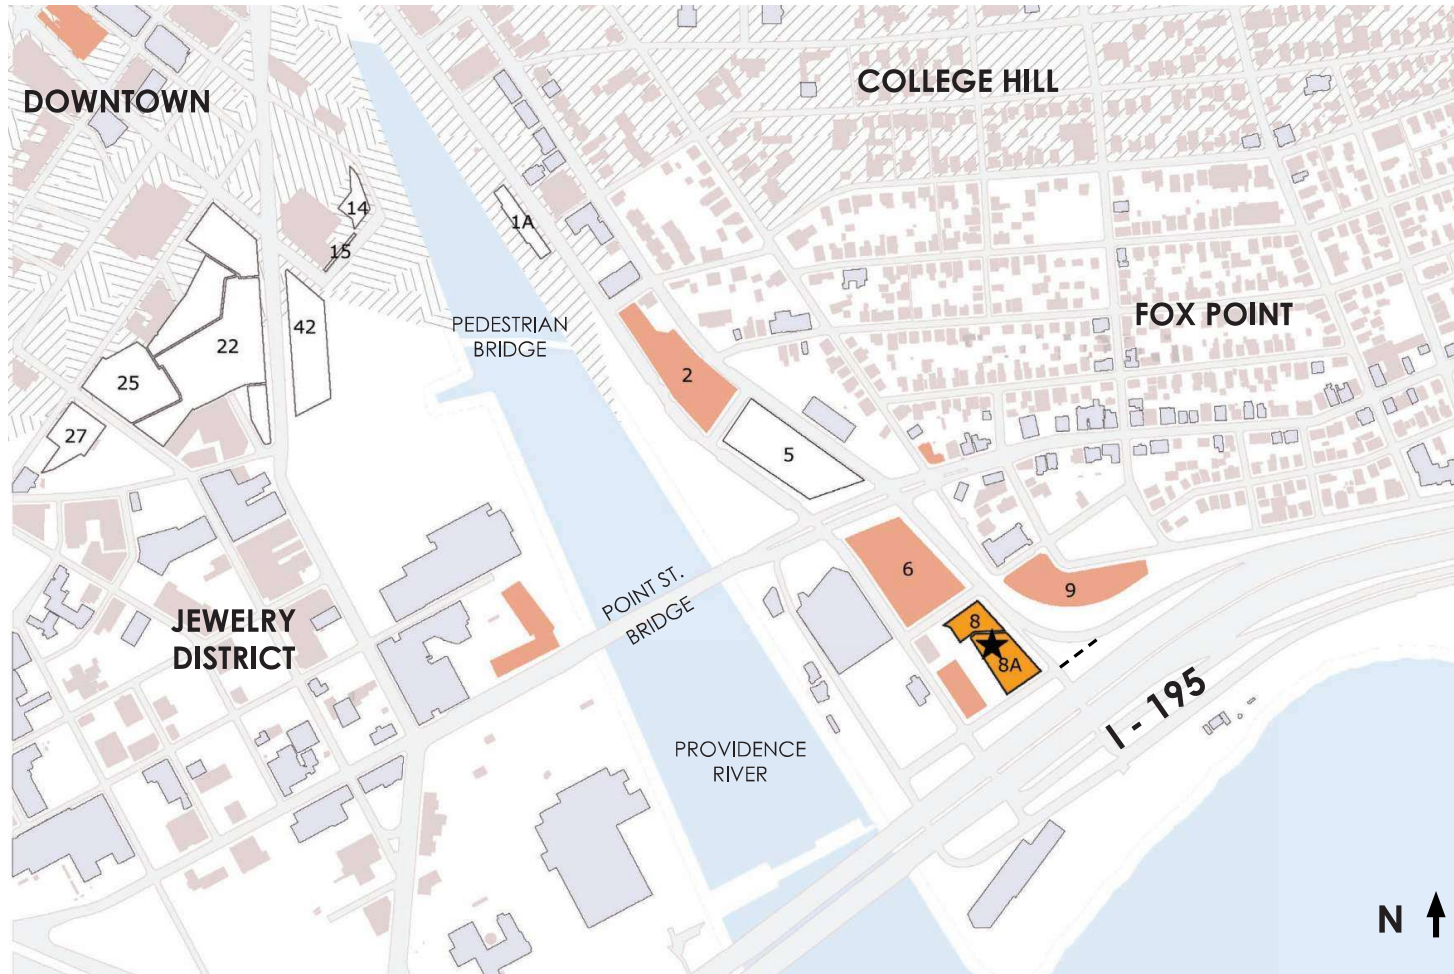 COLLEGE HILL
DOWNTOWN
14
1A
15
FOX POINT
42
PEDESTRIAN
BRIDGE
22
25
2
27
5
6
9
POINT ST.
BRIDGE
8
JEWELRY
DISTRICT
8A
I - 195
PROVIDENCE
RIVER
N